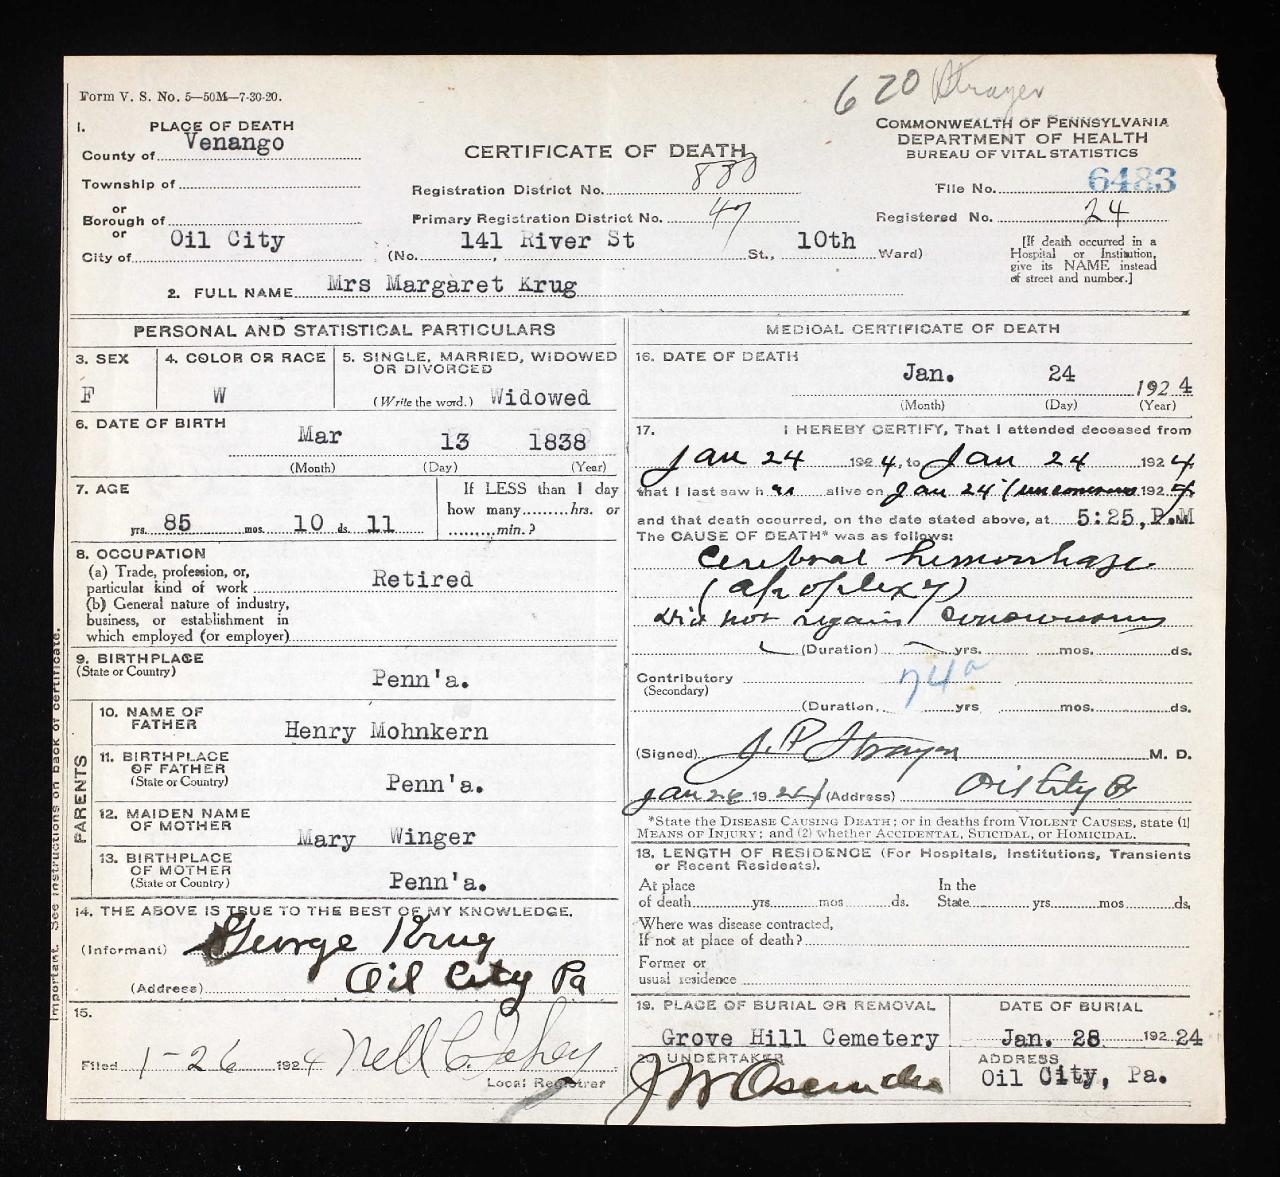 620 Strayer
Form V. S. No. 5—50M—7-30-20.
1. PLACE OF DEATH
County of Venango
Township of
or
Borough of
or
City of Oil City
CERTIFICATE OF DEATH
Registration District No. 880
Primary Registration District No. 47
(No. 141 River St St., 10th Ward)
COMMONWEALTH OF PENNSYLVANIA
DEPARTMENT OF HEALTH
BUREAU OF VITAL STATISTICS
File No. 6483
Registered No. 24
[If death occurred in a
Hospital or Institution,
give its NAME instead
of street and number.]
2. FULL NAME Mrs Margaret Krug
PERSONAL AND STATISTICAL PARTICULARS
3. SEX
F
4. COLOR OR RACE
W
5. SINGLE, MARRIED, WIDOWED
OR DIVORCED
(Write the word.) Widowed
6. DATE OF BIRTH
Mar 13 1838
(Month) (Day) (Year)
7. AGE
yrs. 85 mos. 10 ds. 11
If LESS than 1 day
how many hrs. or
min.?
8. OCCUPATION
(a) Trade, profession, or,
particular kind of work Retired
(b) General nature of industry,
business, or establishment in
which employed (or employer)
9. BIRTHPLACE
(State or Country)
Penn'a.
PARENTS
10. NAME OF
FATHER
Henry Mohnkern
11. BIRTHPLACE
OF FATHER
(State or Country)
Penn'a.
12. MAIDEN NAME
OF MOTHER
Mary Winger
13. BIRTHPLACE
OF MOTHER
(State or Country)
Penn'a.
14. THE ABOVE IS TRUE TO THE BEST OF MY KNOWLEDGE.
(Informant) George Krug
(Address) Oil City Pa
15.
Filed 1-26 1924 Nell C.
Local Registrar
Important. See instructions on back of certificate.
MEDICAL CERTIFICATE OF DEATH
16. DATE OF DEATH
Jan. 24 1924
(Month) (Day) (Year)
17. I HEREBY CERTIFY, That I attended deceased from
Jan 24 1924, to Jan 24 1924
that I last saw h er alive on Jan 24 (unconscious 1924
and that death occurred, on the date stated above, at 5:25, P.M
The CAUSE OF DEATH* was as follows:
Cerebral hemorrhage
(apoplexy)
Did not regain consciousness
(Duration) yrs. mos. ds.
74a
Contributory
(Secondary)
(Duration, yrs mos. ds.
(Signed) J. P. Strayer M. D.
Jan 26 1924 (Address) Oil City Pa
*State the DISEASE CAUSING DEATH; or in deaths from VIOLENT CAUSES, state (1)
MEANS OF INJURY; and (2) whether ACCIDENTAL, SUICIDAL, or HOMICIDAL.
18. LENGTH OF RESIDENCE (For Hospitals, Institutions, Transients
or Recent Residents).
At place
of death yrs mos ds.
In the
State yrs mos ds.
Where was disease contracted,
If not at place of death?
Former or
usual residence
19. PLACE OF BURIAL OR REMOVAL
Grove Hill Cemetery
DATE OF BURIAL
Jan. 28 192 24
20. UNDERTAKER
J W
ADDRESS
Oil City, Pa.